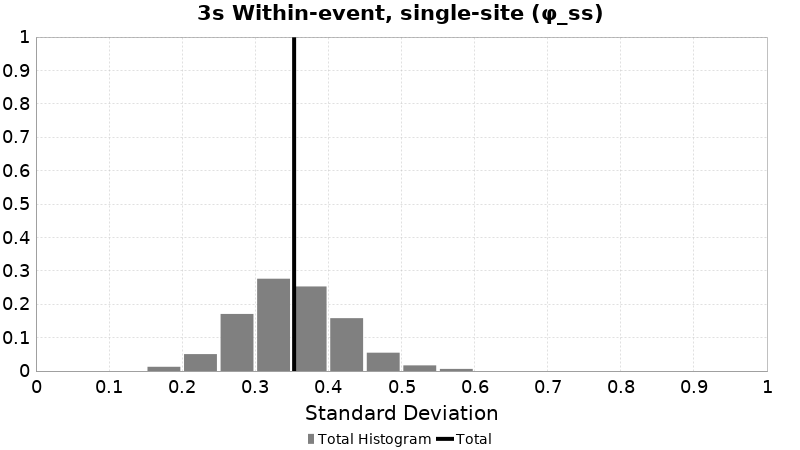 3s Within-event, single-site (φ_ss)
1
0.9
0.8
0.7
0.6
0.5
0.4
0.3
0.2
0.1
0
0 0.1 0.2 0.3 0.4 0.5 0.6 0.7 0.8 0.9 1
Standard Deviation
Total Histogram Total